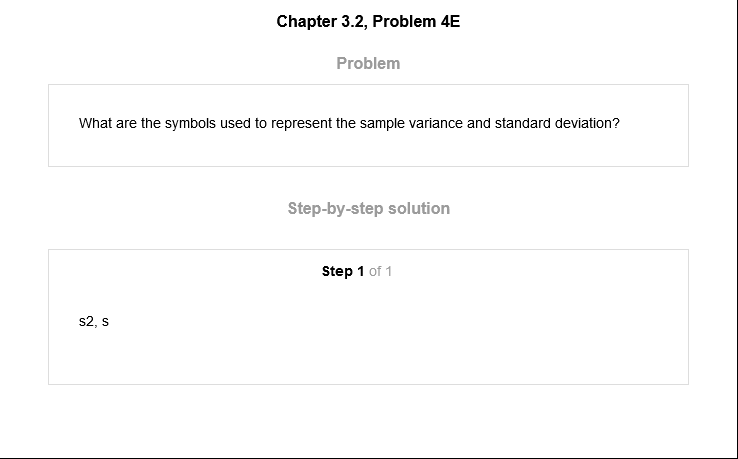 Chapter 3.2, Problem 4E
Problem
What are the symbols used to represent the sample variance and standard deviation?
Step-by-step solution
Step 1 of 1
s2, s